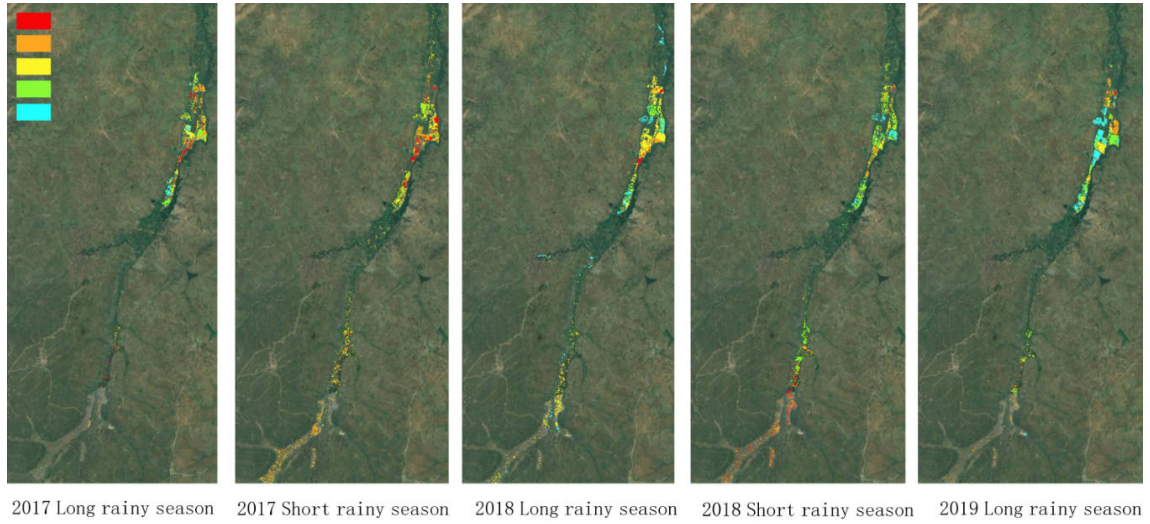 2017 Long rainy season
2017 Short rainy season
2018 Long rainy season
2018 Short rainy season
2019 Long rainy season